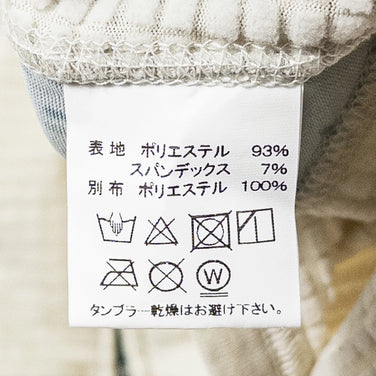 表地 ポリエステル 93%
スパンデックス 7%
別布 ポリエステル 100%
W
タンブラー乾燥はお避け下さい。